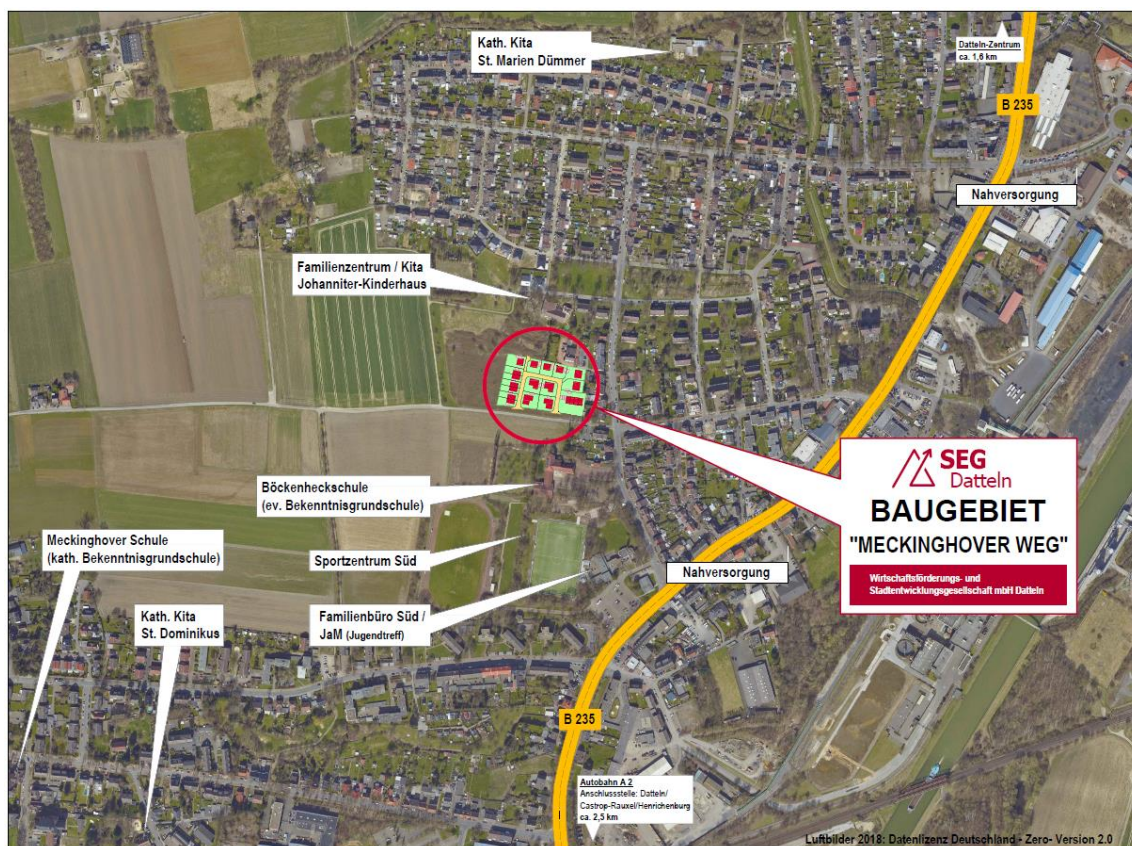 Kath. Kita
St. Marien Dümmer
Datteln-Zentrum
ca. 1,6 km
B 235
Nahversorgung
Familienzentrum / Kita
Johanniter-Kinderhaus
SEG
Datteln
BAUGEBIET
"MECKINGHOVER WEG"
Wirtschaftsförderungs- und
Stadtentwicklungsgesellschaft mbH Datteln
Böckenheckschule
(ev. Bekenntnisgrundschule)
Meckinghover Schule
(kath. Bekenntnisgrundschule)
Sportzentrum Süd
Nahversorgung
Kath. Kita
St. Dominikus
Familienbüro Süd /
JaM (Jugendtreff)
B 235
Autobahn A 2
Anschlussstelle: Datteln/
Castrop-Rauxel/Henrichenburg
ca. 2,5 km
Luftbilder 2018: Datenlizenz Deutschland - Zero- Version 2.0